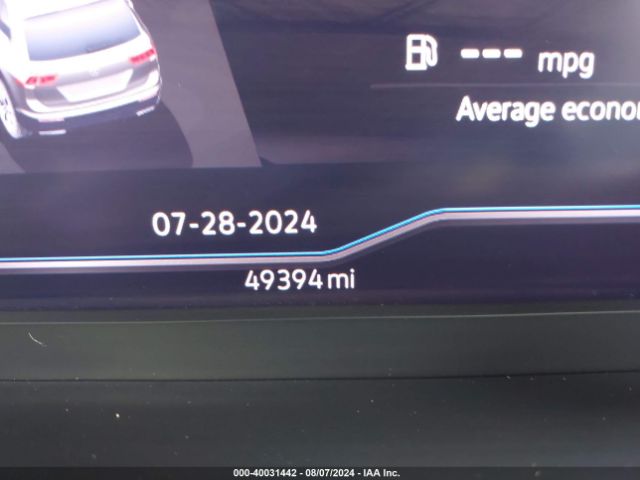 --- mpg
Average econo
07-28-2024
49394 mi
000-40031442 - 08/07/2024 - IAA Inc.